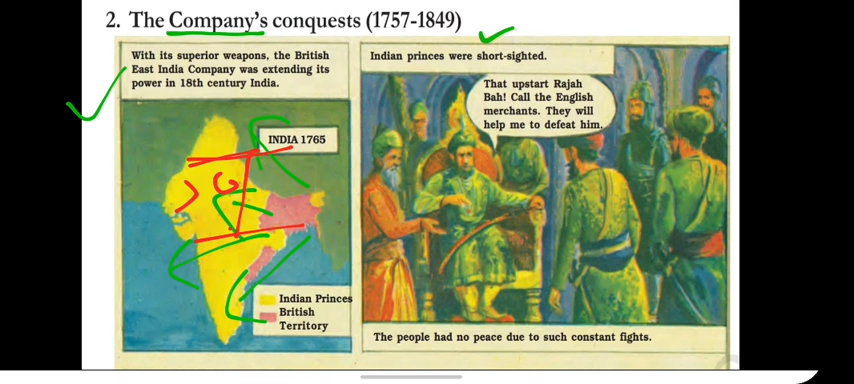 2. The Company's conquests (1757-1849)
With its superior weapons, the British
East India Company was extending its
power in 18th century India.
INDIA 1765
Indian Princes
British
Territory
Indian princes were short-sighted.
That upstart Rajah
Bah! Call the English
merchants. They will
help me to defeat him.
The people had no peace due to such constant fights.